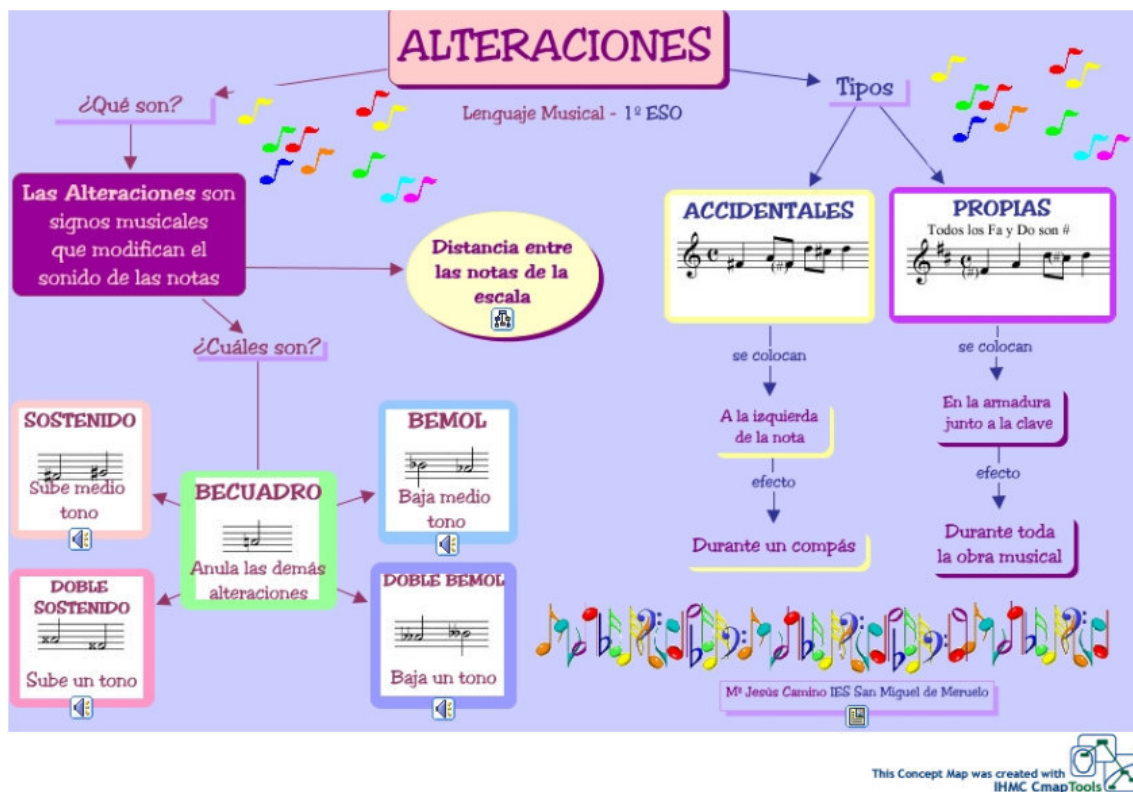 ALTERACIONES
Lenguaje Musical - 1º ESO
¿Qué son?
Las Alteraciones son
signos musicales
que modifican el
sonido de las notas
Distancia entre
las notas de la
escala
¿Cuáles son?
SOSTENIDO
Sube medio
tono
BEMOL
Baja medio
tono
BECUADRO
Anula las demás
alteraciones
DOBLE
SOSTENIDO
Sube un tono
DOBLE BEMOL
Baja un tono
Tipos
ACCIDENTALES
se colocan
A la izquierda
de la nota
efecto
Durante un compás
PROPIAS
Todos los Fa y Do son #
se colocan
En la armadura
junto a la clave
efecto
Durante toda
la obra musical
Mª Jesús Camino IES San Miguel de Meruelo
This Concept Map was created with
IHMC CmapTools